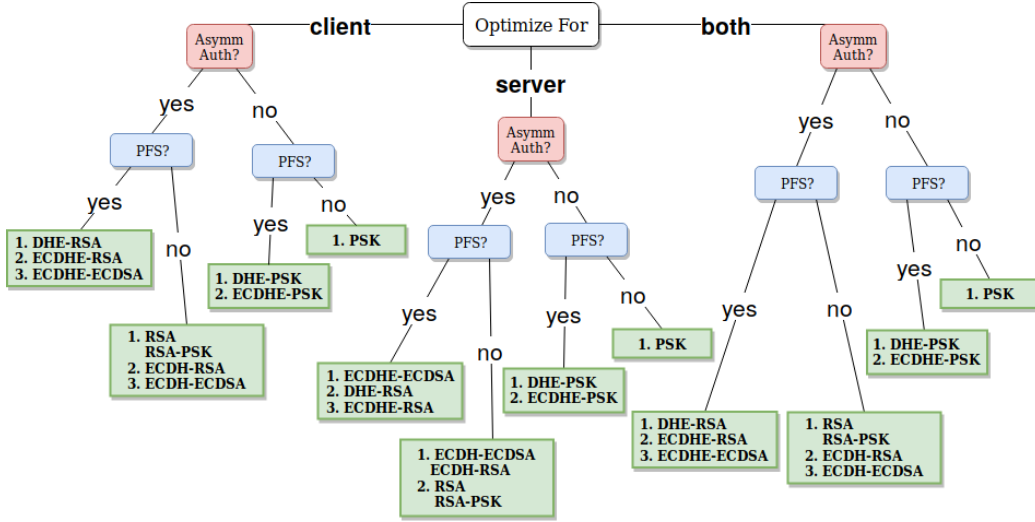 Optimize For
client
server
both
Asymm
Auth?
yes
no
PFS?
PFS?
yes
no
yes
no
1. DHE-RSA
2. ECDHE-RSA
3. ECDHE-ECDSA
1. RSA
RSA-PSK
2. ECDH-RSA
3. ECDH-ECDSA
1. DHE-PSK
2. ECDHE-PSK
1. PSK
Asymm
Auth?
yes
no
PFS?
PFS?
yes
no
yes
no
1. ECDHE-ECDSA
2. DHE-RSA
3. ECDHE-RSA
1. ECDH-ECDSA
ECDH-RSA
2. RSA
RSA-PSK
1. DHE-PSK
2. ECDHE-PSK
1. PSK
Asymm
Auth?
yes
no
PFS?
PFS?
yes
no
yes
no
1. DHE-RSA
2. ECDHE-RSA
3. ECDHE-ECDSA
1. RSA
RSA-PSK
2. ECDH-RSA
3. ECDH-ECDSA
1. DHE-PSK
2. ECDHE-PSK
1. PSK